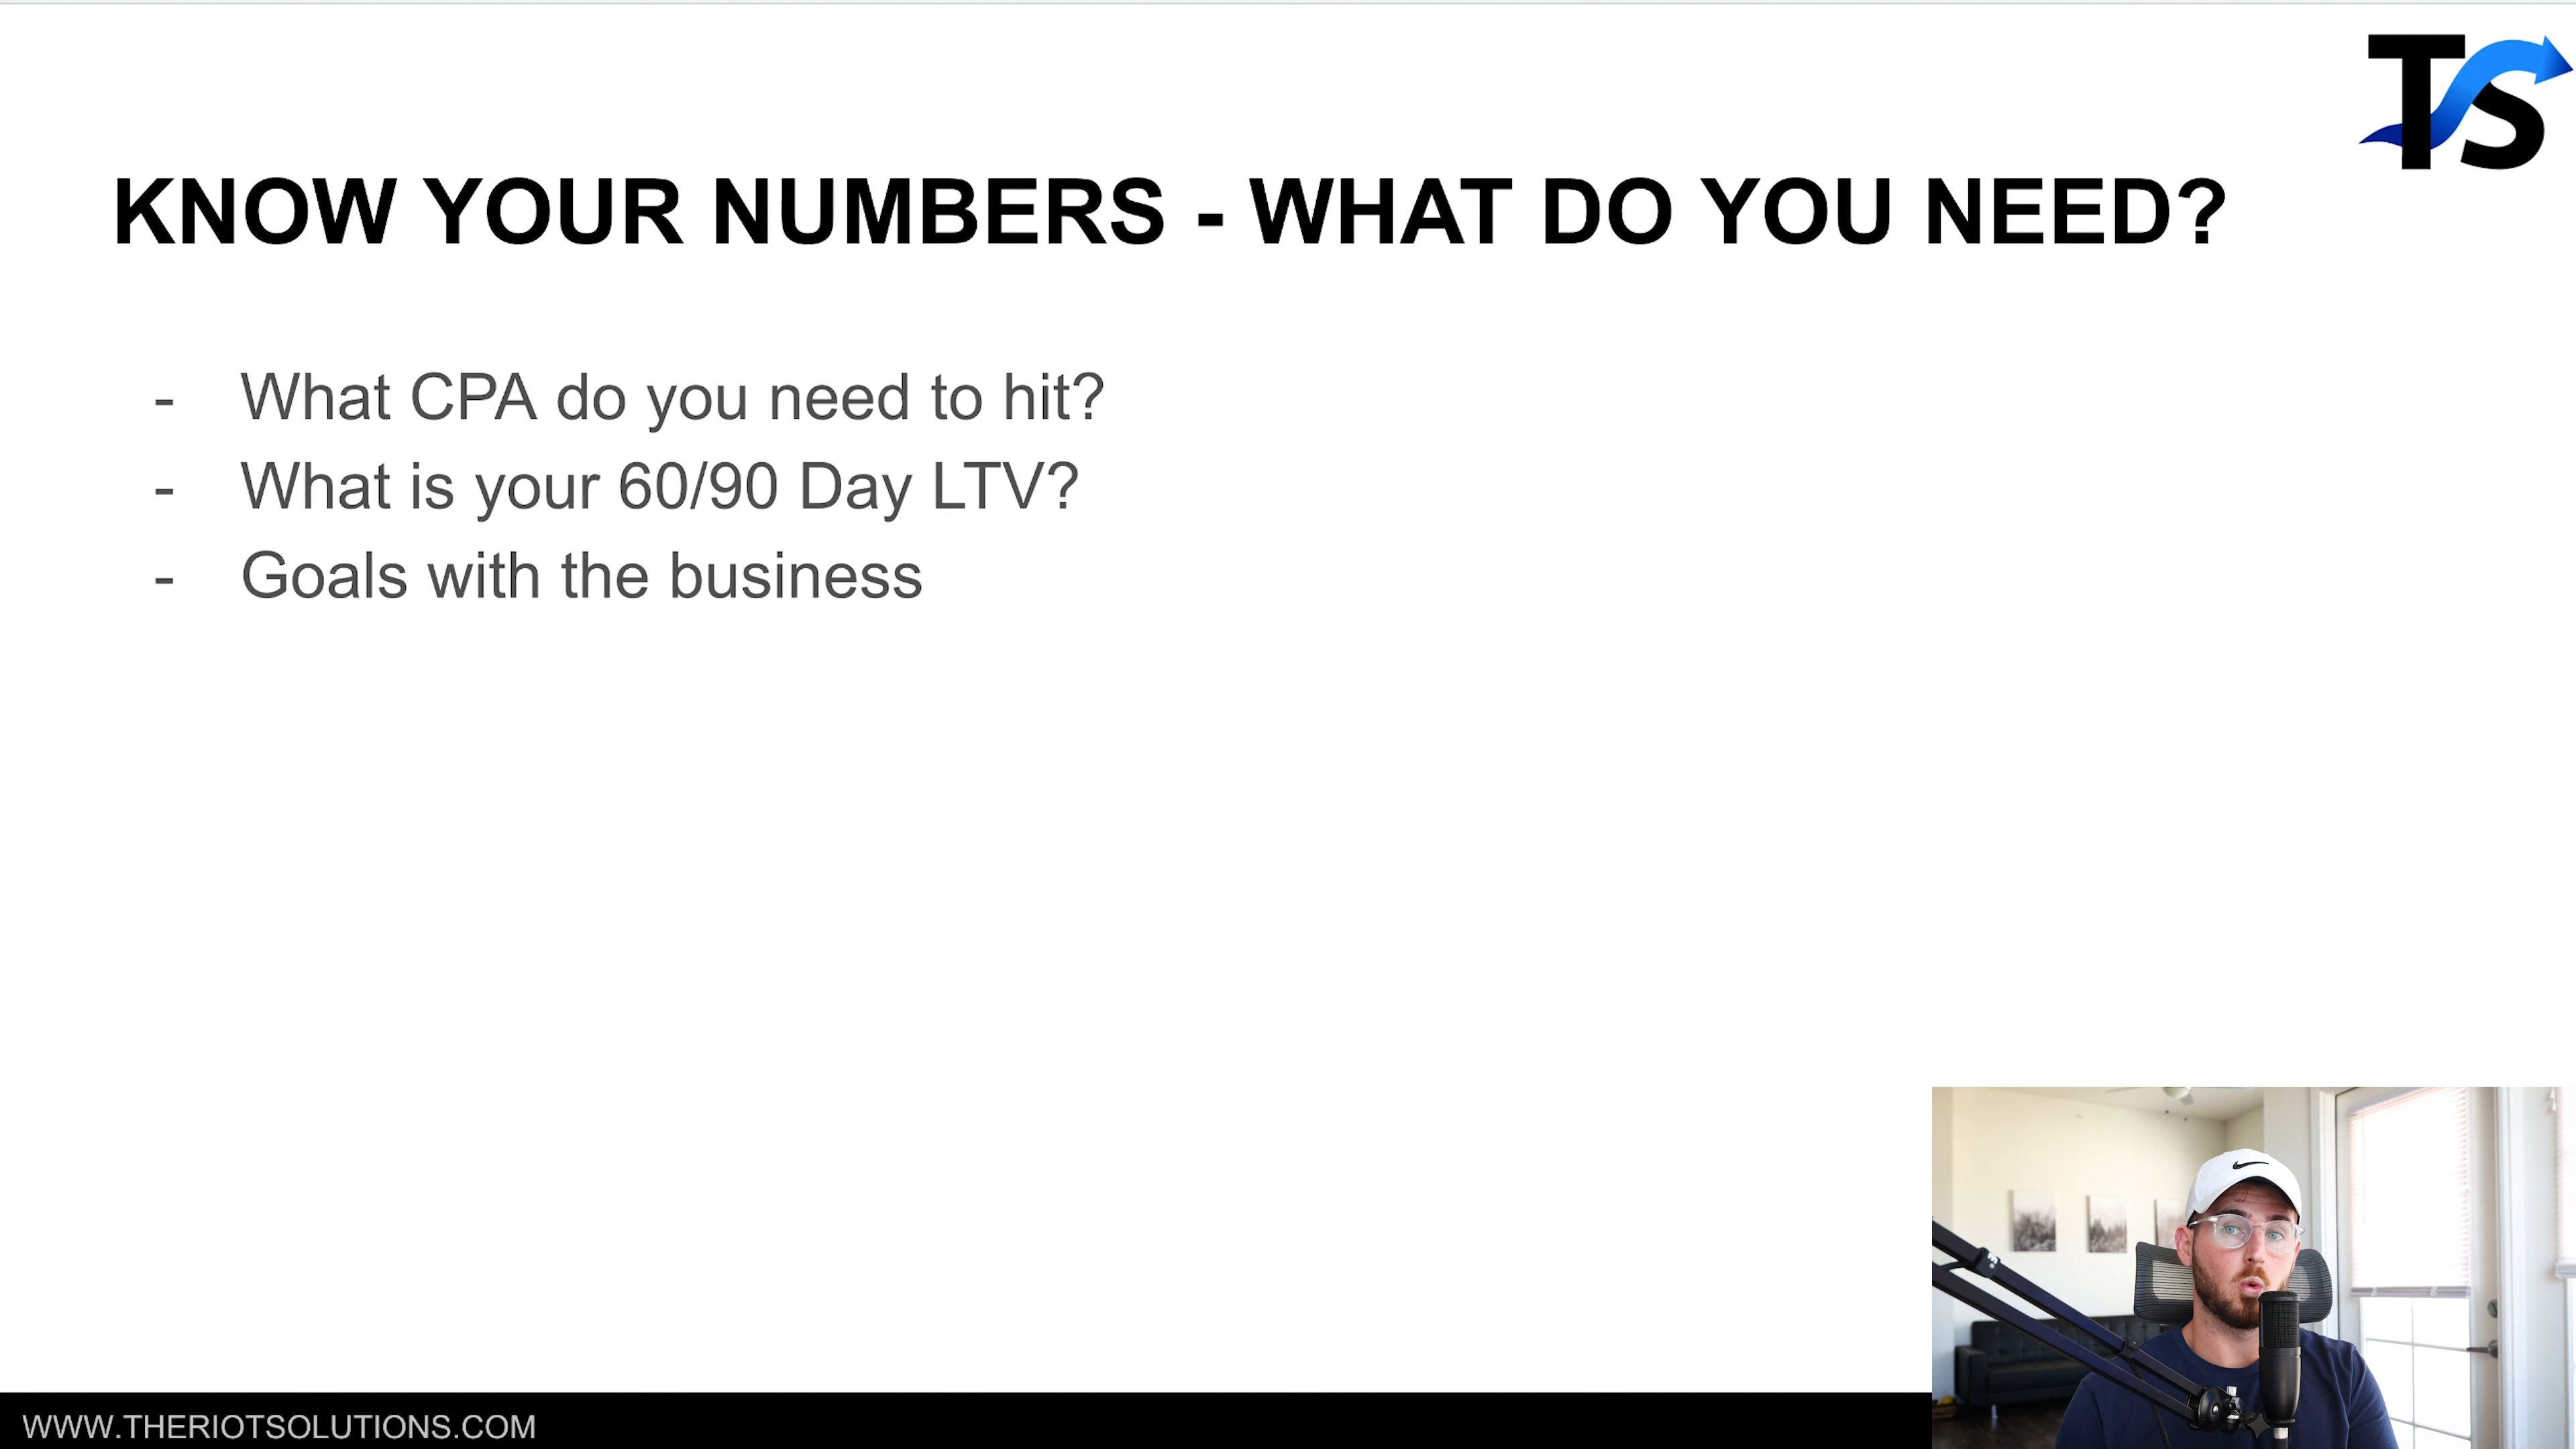 TS
KNOW YOUR NUMBERS - WHAT DO YOU NEED?
- What CPA do you need to hit?
- What is your 60/90 Day LTV?
- Goals with the business
WWW.THERIOTSOLUTIONS.COM